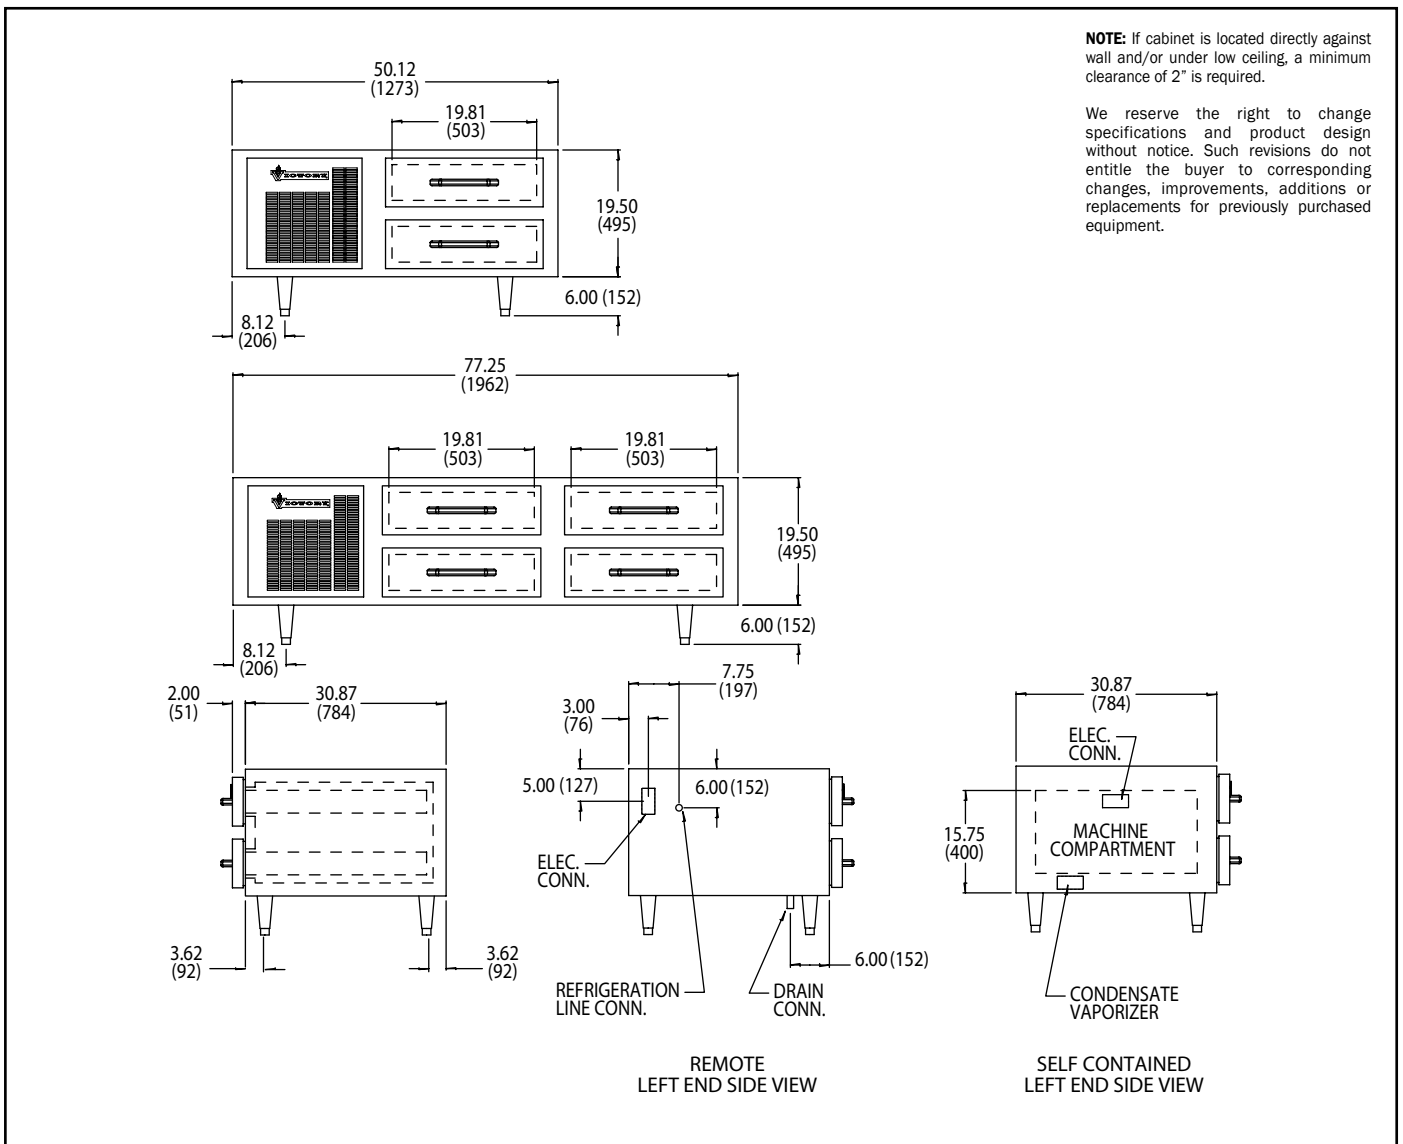 NOTE: If cabinet is located directly against
wall and/or under low ceiling, a minimum
clearance of 2” is required.
We reserve the right to change
specifications and product design
without notice. Such revisions do not
entitle the buyer to corresponding
changes, improvements, additions or
replacements for previously purchased
equipment.
50.12
(1273)
19.81
(503)
VICTORY
19.50
(495)
6.00 (152)
8.12
(206)
77.25
(1962)
19.81
(503)
19.81
(503)
VICTORY
19.50
(495)
6.00 (152)
8.12
(206)
2.00
(51)
30.87
(784)
3.62
(92)
3.62
(92)
7.75
(197)
3.00
(76)
5.00 (127)
6.00 (152)
ELEC.
CONN.
6.00 (152)
REFRIGERATION
LINE CONN.
DRAIN
CONN.
REMOTE
LEFT END SIDE VIEW
30.87
(784)
ELEC.
CONN.
15.75
(400)
MACHINE
COMPARTMENT
CONDENSATE
VAPORIZER
SELF CONTAINED
LEFT END SIDE VIEW